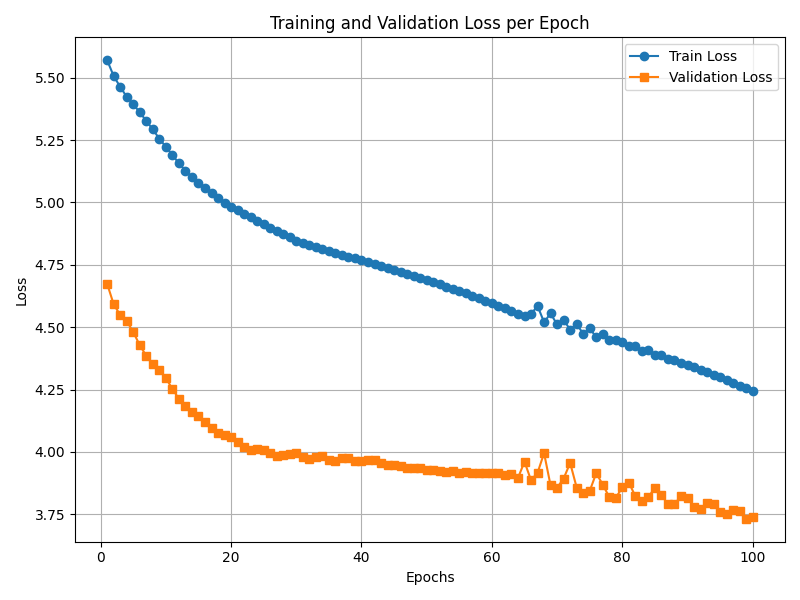 Training and Validation Loss per Epoch
Train Loss
Validation Loss
5.50
5.25
5.00
4.75
4.50
4.25
4.00
3.75
Loss
0 20 40 60 80 100
Epochs